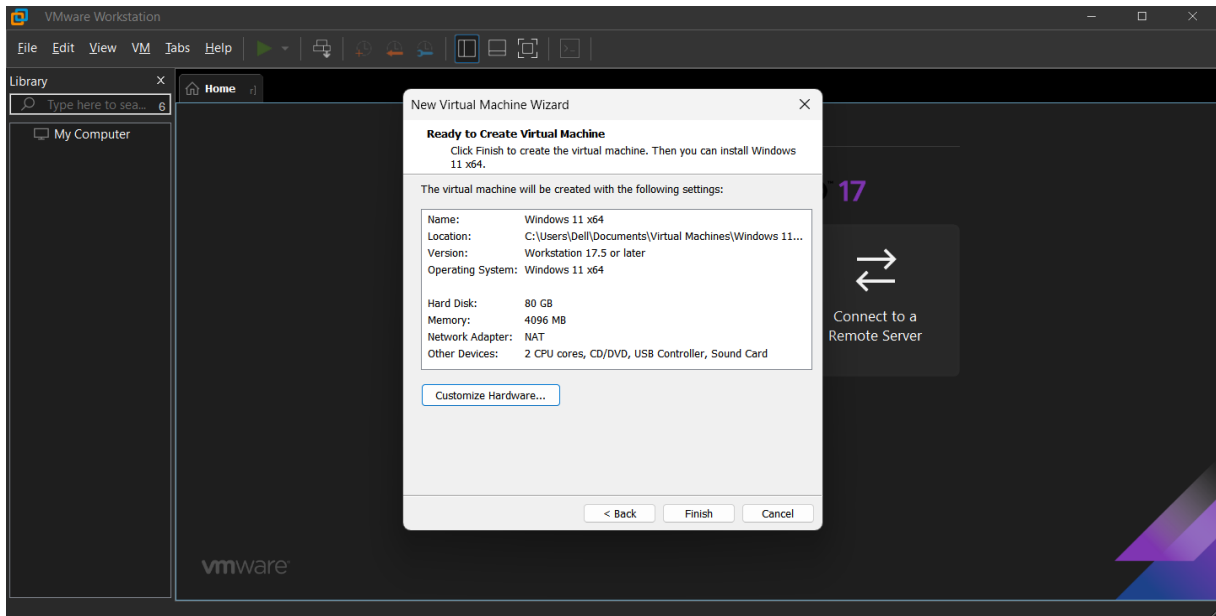 VMware Workstation
File Edit View VM Tabs Help
Library X
Type here to sea... 6
My Computer
Home
17
Connect to a
Remote Server
vmware
New Virtual Machine Wizard
Ready to Create Virtual Machine
Click Finish to create the virtual machine. Then you can install Windows
11 x64.
The virtual machine will be created with the following settings:
Name: Windows 11 x64
Location: C:\Users\Dell\Documents\Virtual Machines\Windows 11...
Version: Workstation 17.5 or later
Operating System: Windows 11 x64
Hard Disk: 80 GB
Memory: 4096 MB
Network Adapter: NAT
Other Devices: 2 CPU cores, CD/DVD, USB Controller, Sound Card
Customize Hardware...
< Back Finish Cancel